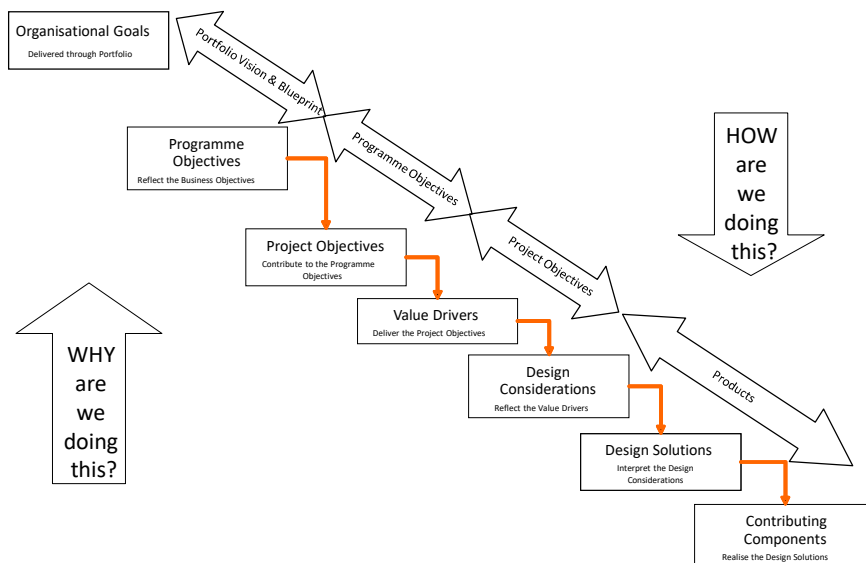 Organisational Goals
Delivered through Portfolio
Portfolio Vision & Blueprint
Programme
Objectives
Reflect the Business Objectives
Programme Objectives
HOW
are
we
doing
this?
Project Objectives
Contribute to the Programme
Objectives
Project Objectives
Value Drivers
Deliver the Project Objectives
WHY
are
we
doing
this?
Design
Considerations
Reflect the Value Drivers
Products
Design Solutions
Interpret the Design
Considerations
Contributing
Components
Realise the Design Solutions